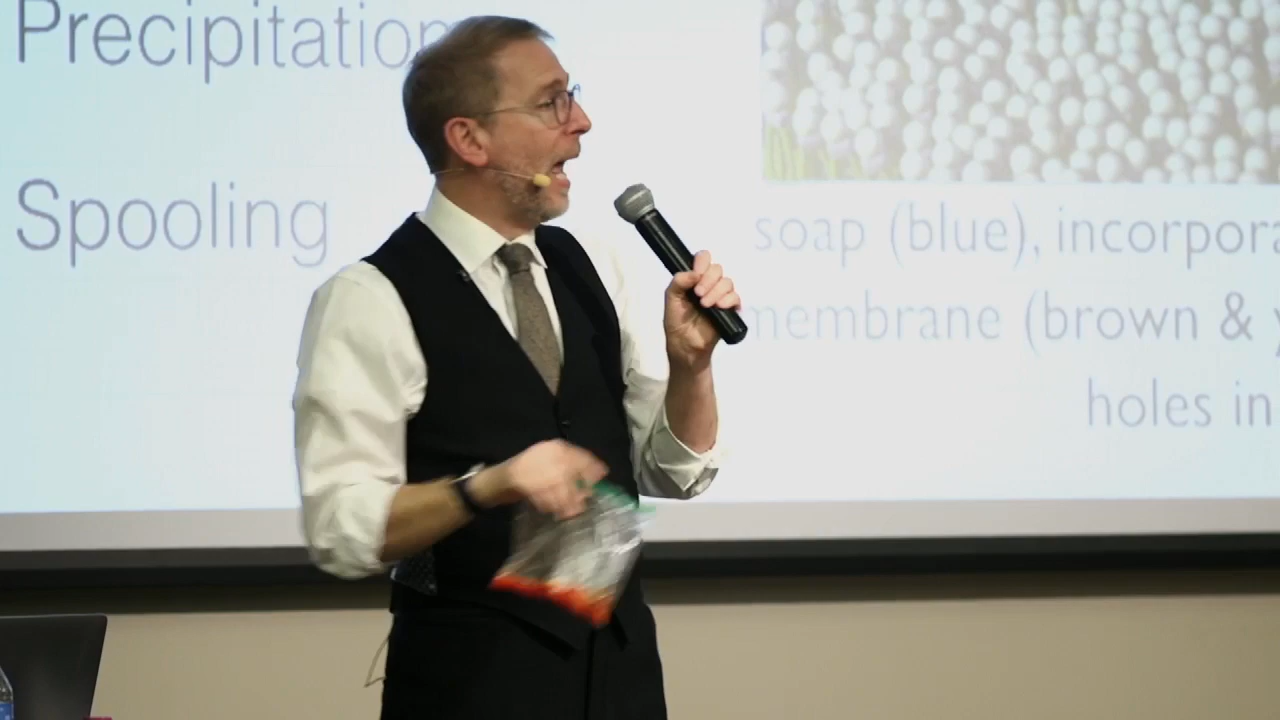 Precipitation
Spooling
soap (blue), incorpora
membrane (brown & y
holes in